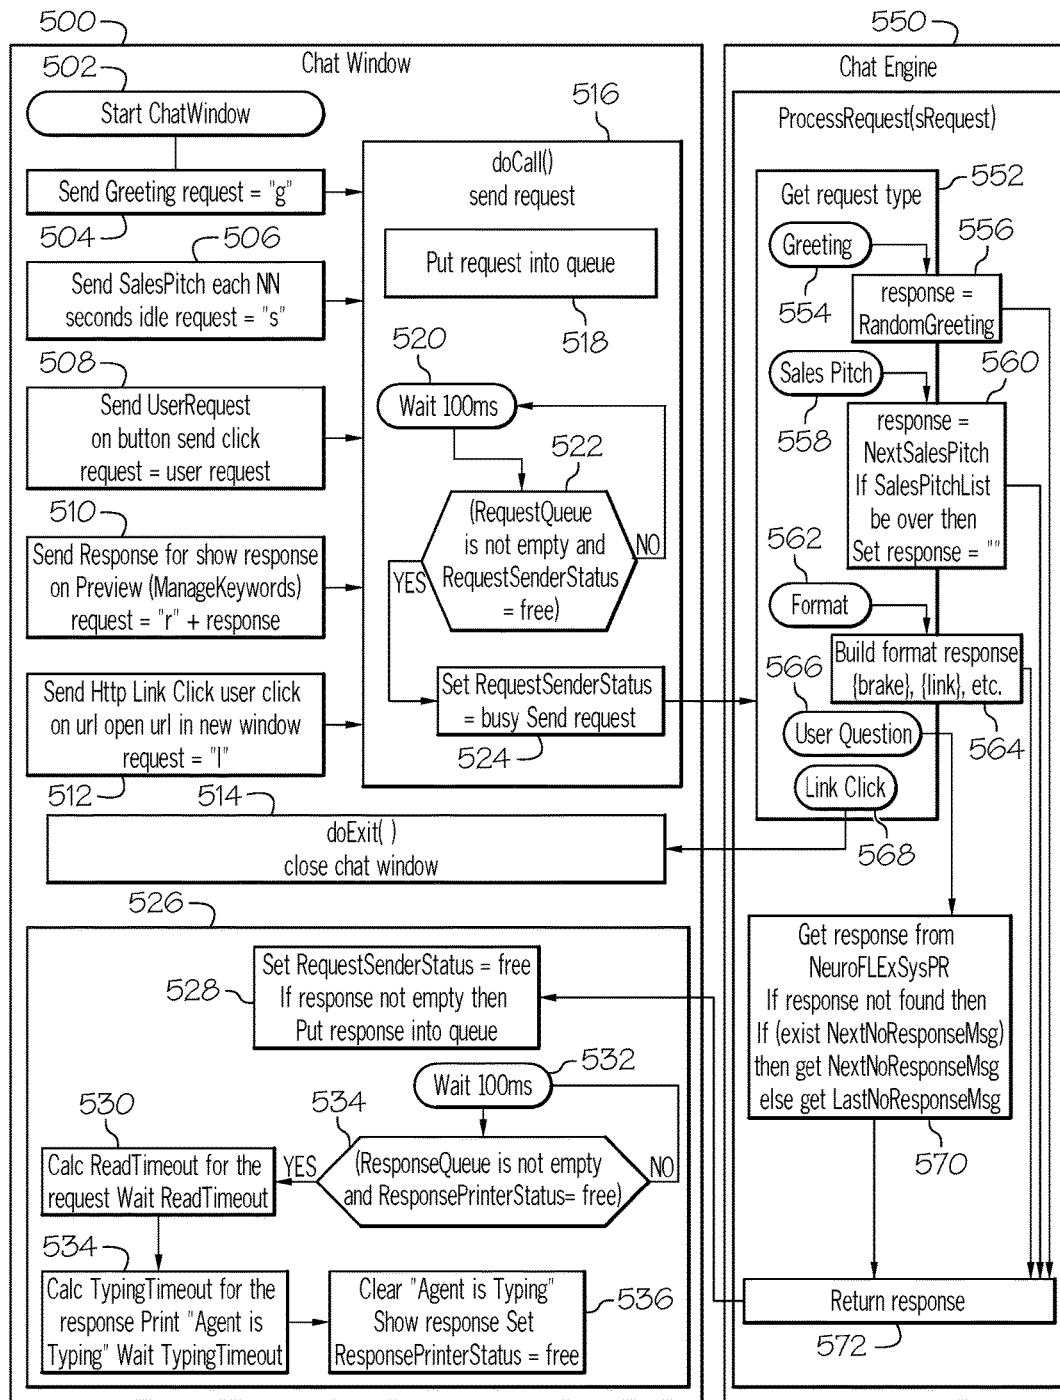 500
550
Chat Window
Chat Engine
502
Start ChatWindow
Send Greeting request = "g"
504
506
Send SalesPitch each NN
seconds idle request = "s"
508
Send UserRequest
on button send click
request = user request
510
Send Response for show response
on Preview (ManageKeywords)
request = "r" + response
Send Http Link Click user click
on url open url in new window
request = "l"
512
514
doExit( )
close chat window
516
doCall()
send request
Put request into queue
518
520
Wait 100ms
522
(RequestQueue
is not empty and
RequestSenderStatus
= free)
NO
YES
Set RequestSenderStatus
= busy Send request
524
526
Set RequestSenderStatus = free
If response not empty then
Put response into queue
528
532
Wait 100ms
534
(ResponseQueue is not empty
and ResponsePrinterStatus= free)
NO
YES
530
Calc ReadTimeout for the
request Wait ReadTimeout
534
Calc TypingTimeout for the
response Print "Agent is
Typing" Wait TypingTimeout
Clear "Agent is Typing"
Show response Set
ResponsePrinterStatus = free
536
ProcessRequest(sRequest)
552
Get request type
Greeting
554
556
response =
RandomGreeting
Sales Pitch
558
560
response =
NextSalesPitch
If SalesPitchList
be over then
Set response = ""
562
Format
Build format response
{brake}, {link}, etc.
564
566
User Question
Link Click
568
Get response from
NeuroFLExSysPR
If response not found then
If (exist NextNoResponseMsg)
then get NextNoResponseMsg
else get LastNoResponseMsg
570
Return response
572